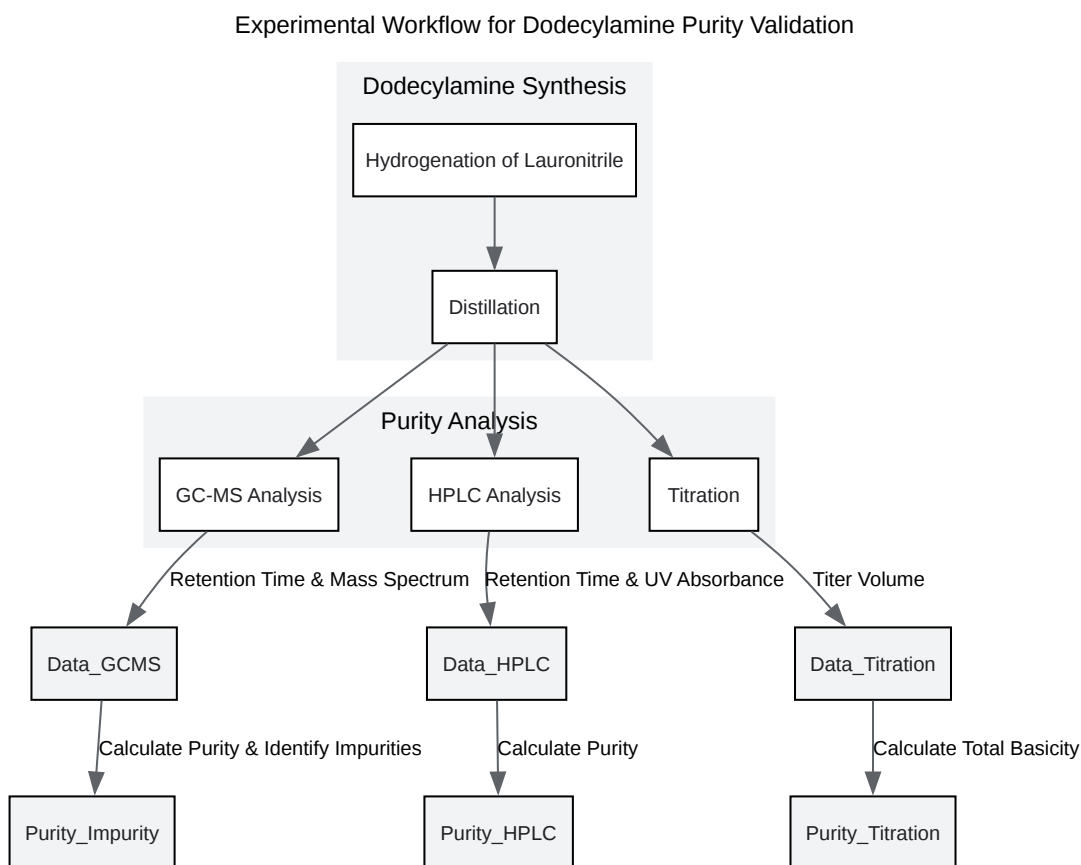 Experimental Workflow for Dodecylamine Purity Validation
Dodecylamine Synthesis
Hydrogenation of Lauronitrile
Distillation
Purity Analysis
GC-MS Analysis
HPLC Analysis
Titration
Retention Time & Mass Spectrum
Retention Time & UV Absorbance
Titer Volume
Data_GCMS
Data_HPLC
Data_Titration
Calculate Purity & Identify Impurities
Calculate Purity
Calculate Total Basicity
Purity_Impurity
Purity_HPLC
Purity_Titration